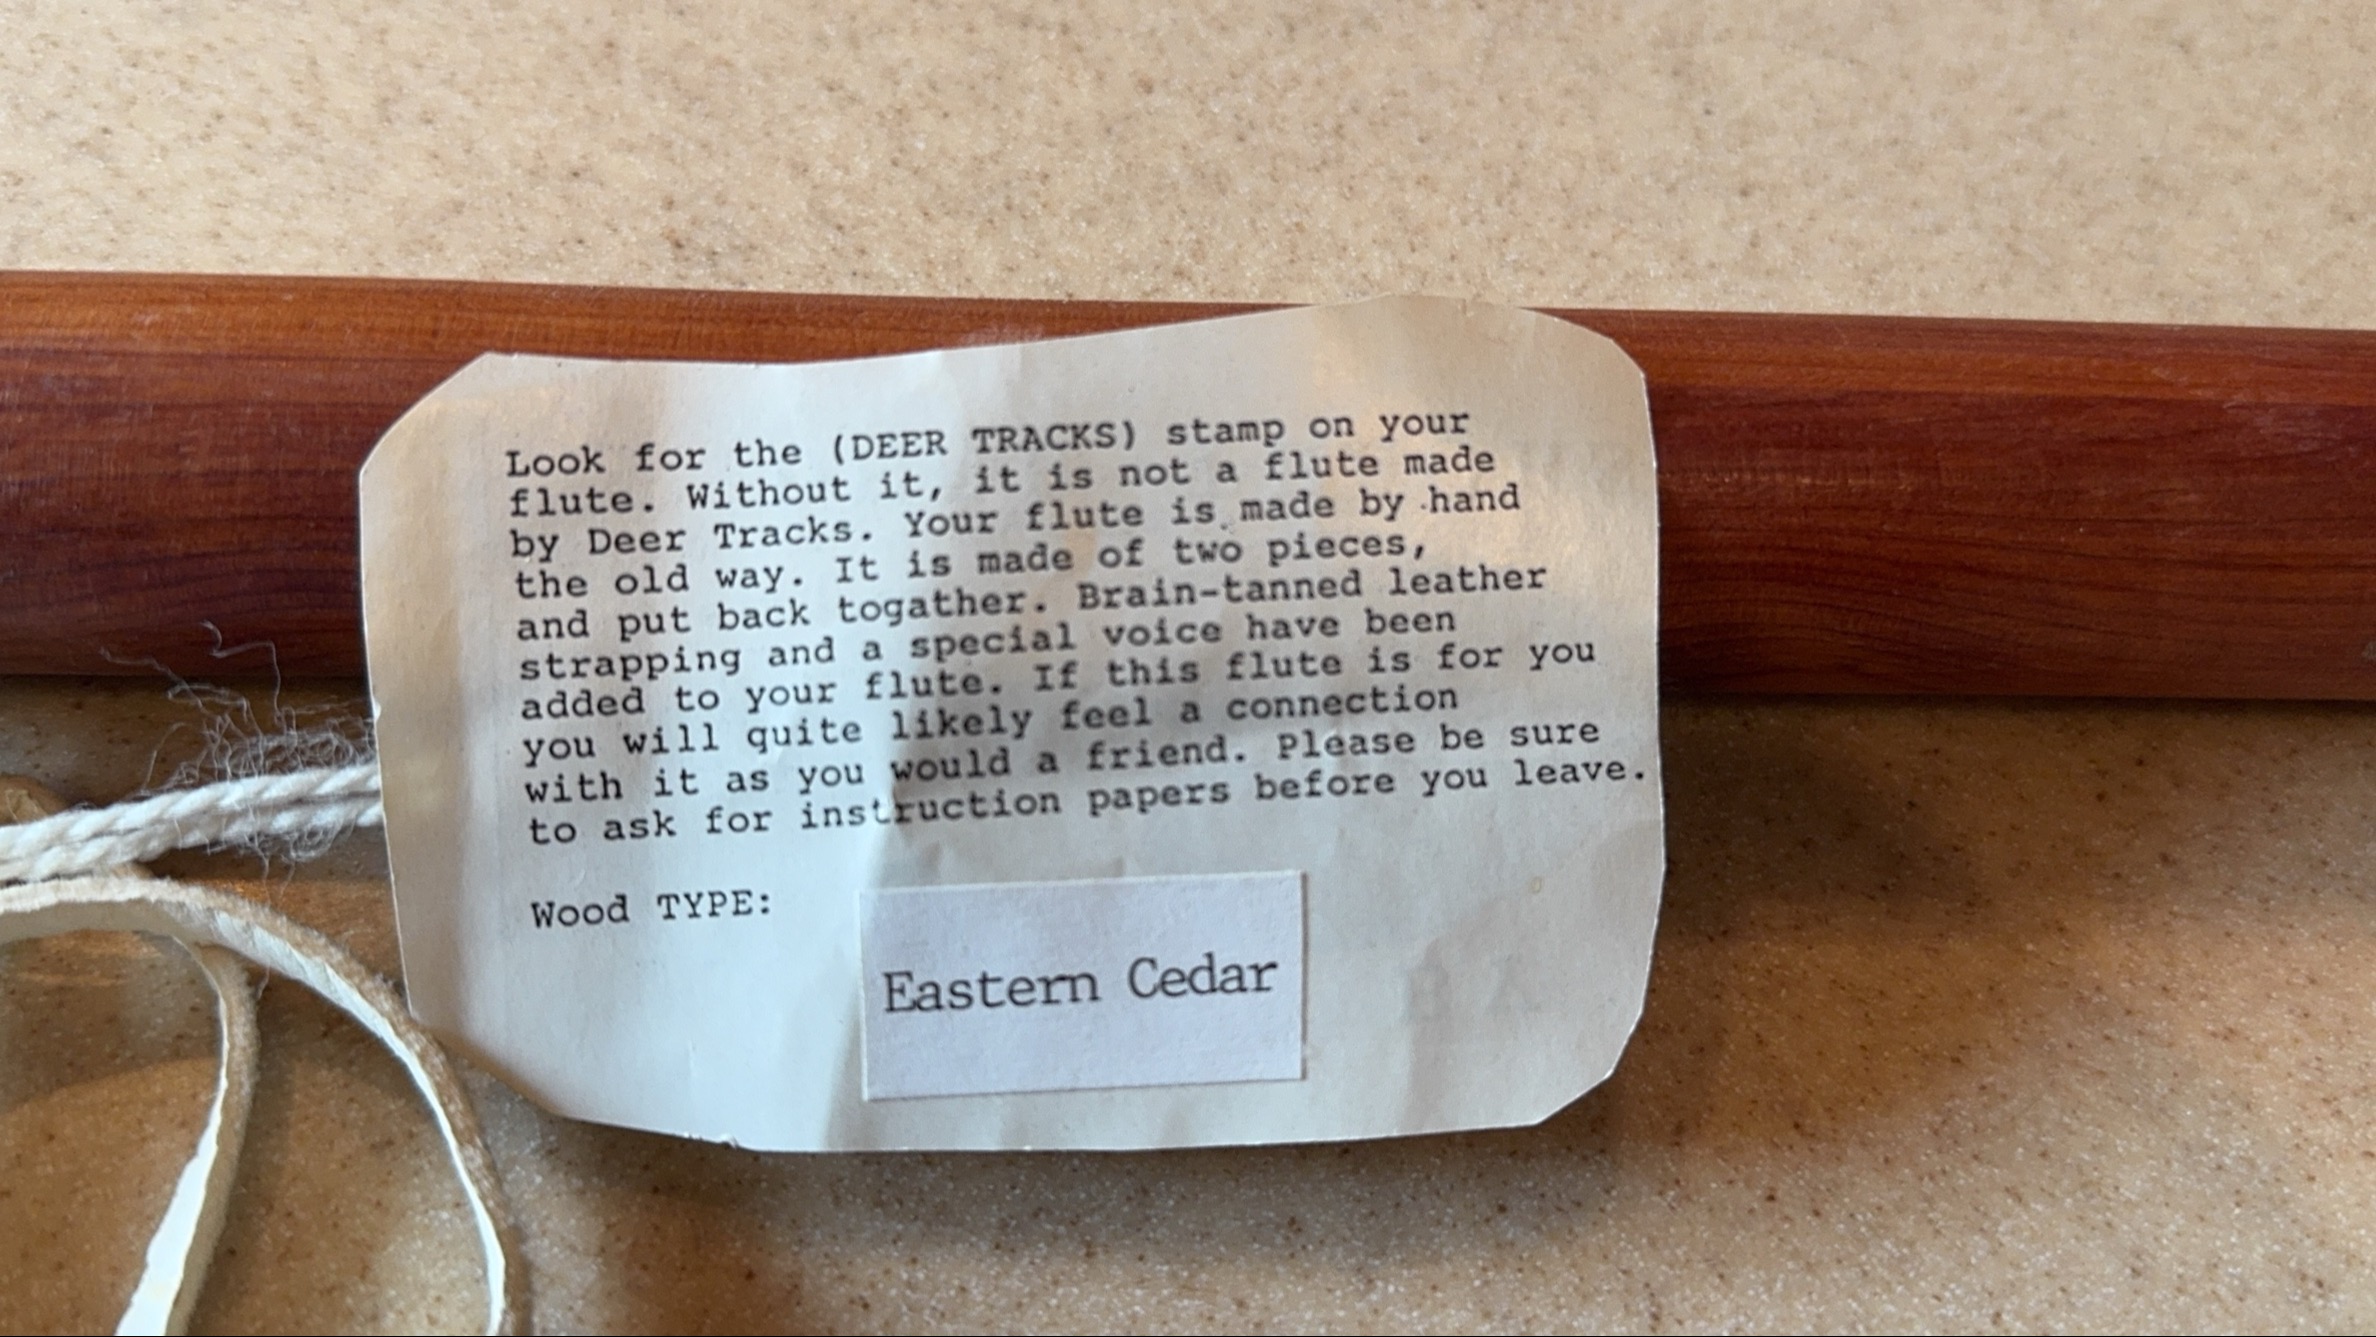 Look for the (DEER TRACKS) stamp on your
flute. Without it, it is not a flute made
by Deer Tracks. Your flute is made by hand
the old way. It is made of two pieces,
and put back togather. Brain-tanned leather
strapping and a special voice have been
added to your flute. If this flute is for you
you will quite likely feel a connection
with it as you would a friend. Please be sure
to ask for instruction papers before you leave.
Wood TYPE:
Eastern Cedar